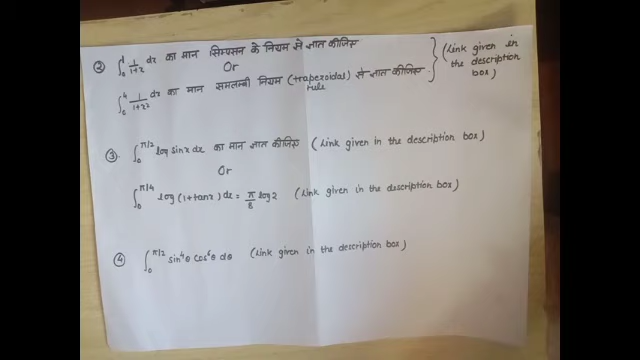 ② ∫₀¹ 1/1+x dx का मान सिम्पसन के नियम से ज्ञात कीजिए
Or
∫₀⁴ 1/1+x² dx का मान समलम्बी नियम (trapezoidal rule) से ज्ञात कीजिए
(Link given in the description box)
③. ∫₀^π/2 log sinx dx का मान ज्ञात कीजिए (Link given in the description box)
Or
∫₀^π/4 log (1+tanx) dx = π/8 log2 (Link given in the description box)
④ ∫₀^π/2 sin⁴θ cos⁶θ dθ (Link given in the description box)